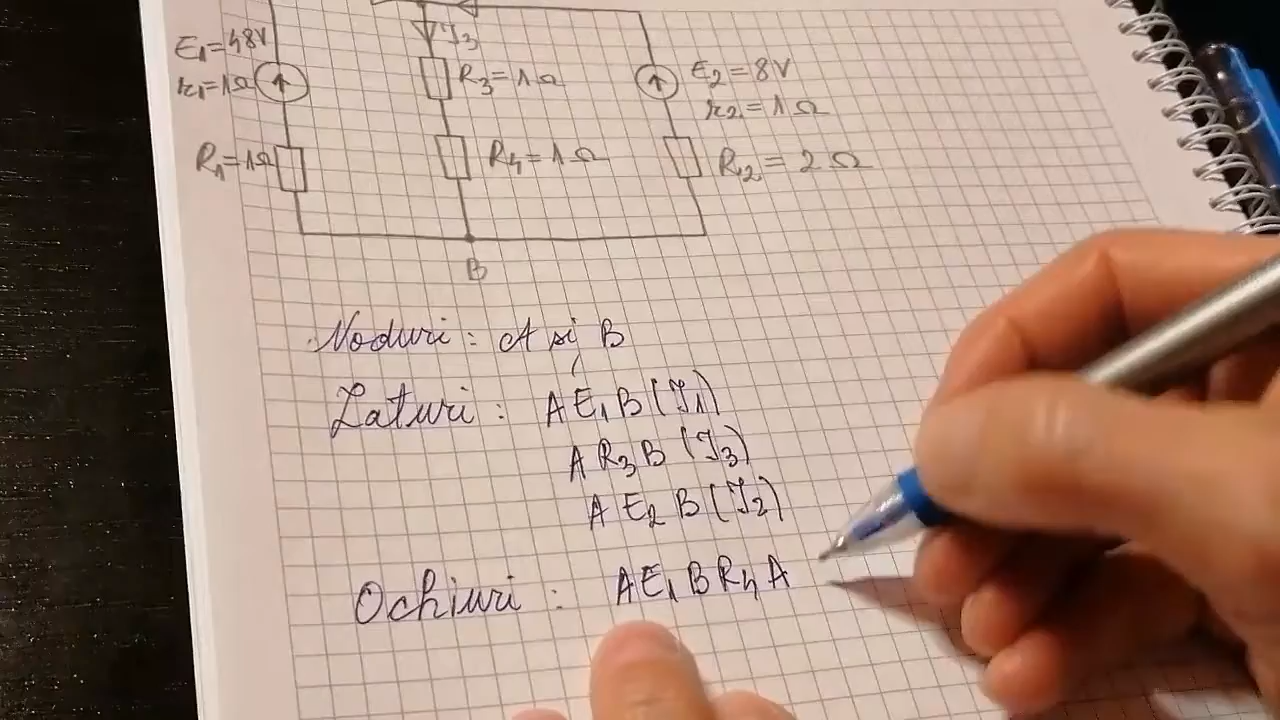 I3
E1=48V
r1=1Ω
R3=1Ω
E2=8V
r2=1Ω
R1=1Ω
R4=1Ω
R2=2Ω
B
Noduri: A și B
Laturi: AE1B(I1)
AR3B(I3)
AE2B(I2)
Ochiuri: AE1BR4A